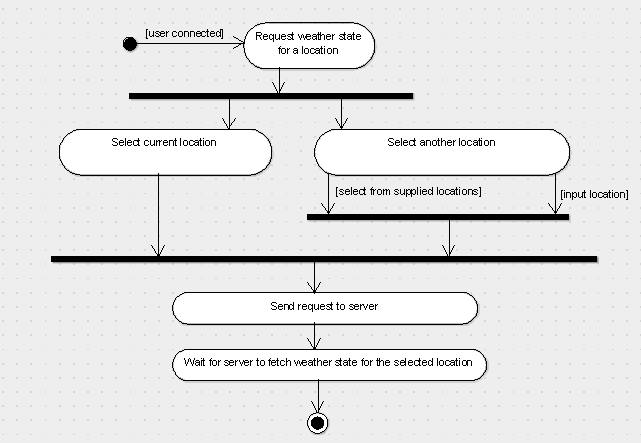 [user connected]
Request weather state
for a location
Select current location
Select another location
[select from supplied locations]
[input location]
Send request to server
Wait for server to fetch weather state for the selected location